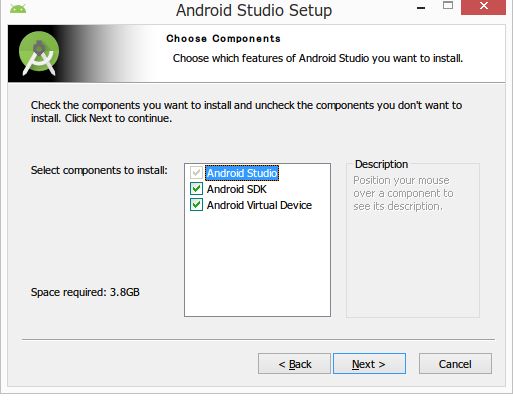 Android Studio Setup
Choose Components
Choose which features of Android Studio you want to install.
Check the components you want to install and uncheck the components you don't want to
install. Click Next to continue.
Select components to install:
Android Studio
Android SDK
Android Virtual Device
Description
Position your mouse
over a component to
see its description.
Space required: 3.8GB
< Back
Next >
Cancel